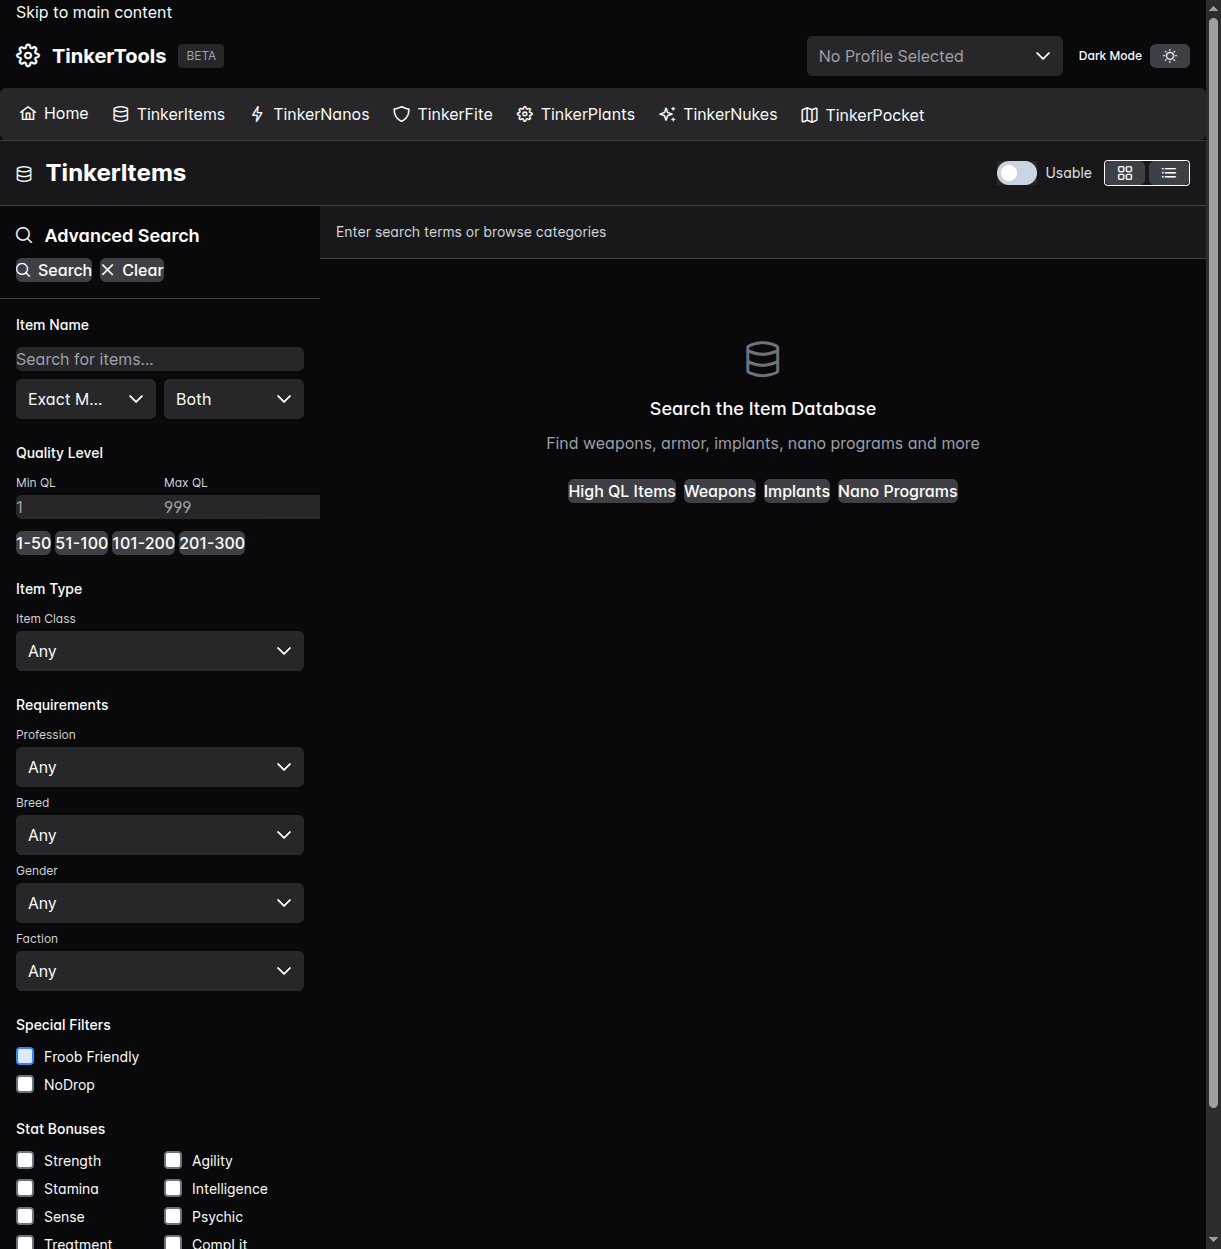 Skip to main content
TinkerTools BETA
No Profile Selected
Dark Mode
Home TinkerItems TinkerNanos TinkerFite TinkerPlants TinkerNukes TinkerPocket
TinkerItems
Usable
Advanced Search
Search Clear
Enter search terms or browse categories
Item Name
Search for items...
Exact M... Both
Quality Level
Min QL Max QL
1 999
1-50 51-100 101-200 201-300
Item Type
Item Class
Any
Requirements
Profession
Any
Breed
Any
Gender
Any
Faction
Any
Special Filters
Froob Friendly
NoDrop
Stat Bonuses
Strength Agility
Stamina Intelligence
Sense Psychic
Treatment CompLit
Search the Item Database
Find weapons, armor, implants, nano programs and more
High QL Items Weapons Implants Nano Programs